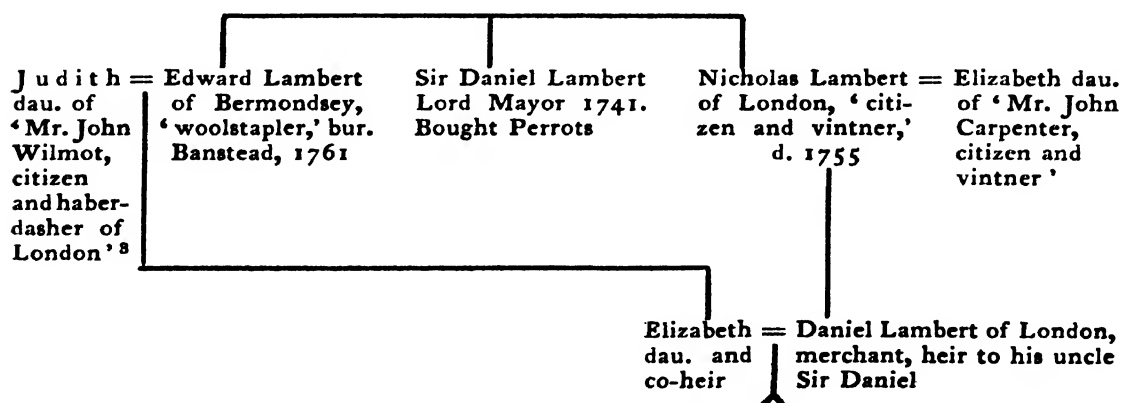 Judith =
dau. of
‘Mr. John
Wilmot,
citizen
and haber-
dasher of
London’ 3
Edward Lambert
of Bermondsey,
‘woolstapler,’ bur.
Banstead, 1761
Sir Daniel Lambert
Lord Mayor 1741.
Bought Perrots
Nicholas Lambert =
of London, ‘citi-
zen and vintner,’
d. 1755
Elizabeth dau.
of ‘Mr. John
Carpenter,
citizen and
vintner’
Elizabeth =
dau. and
co-heir
Daniel Lambert of London,
merchant, heir to his uncle
Sir Daniel